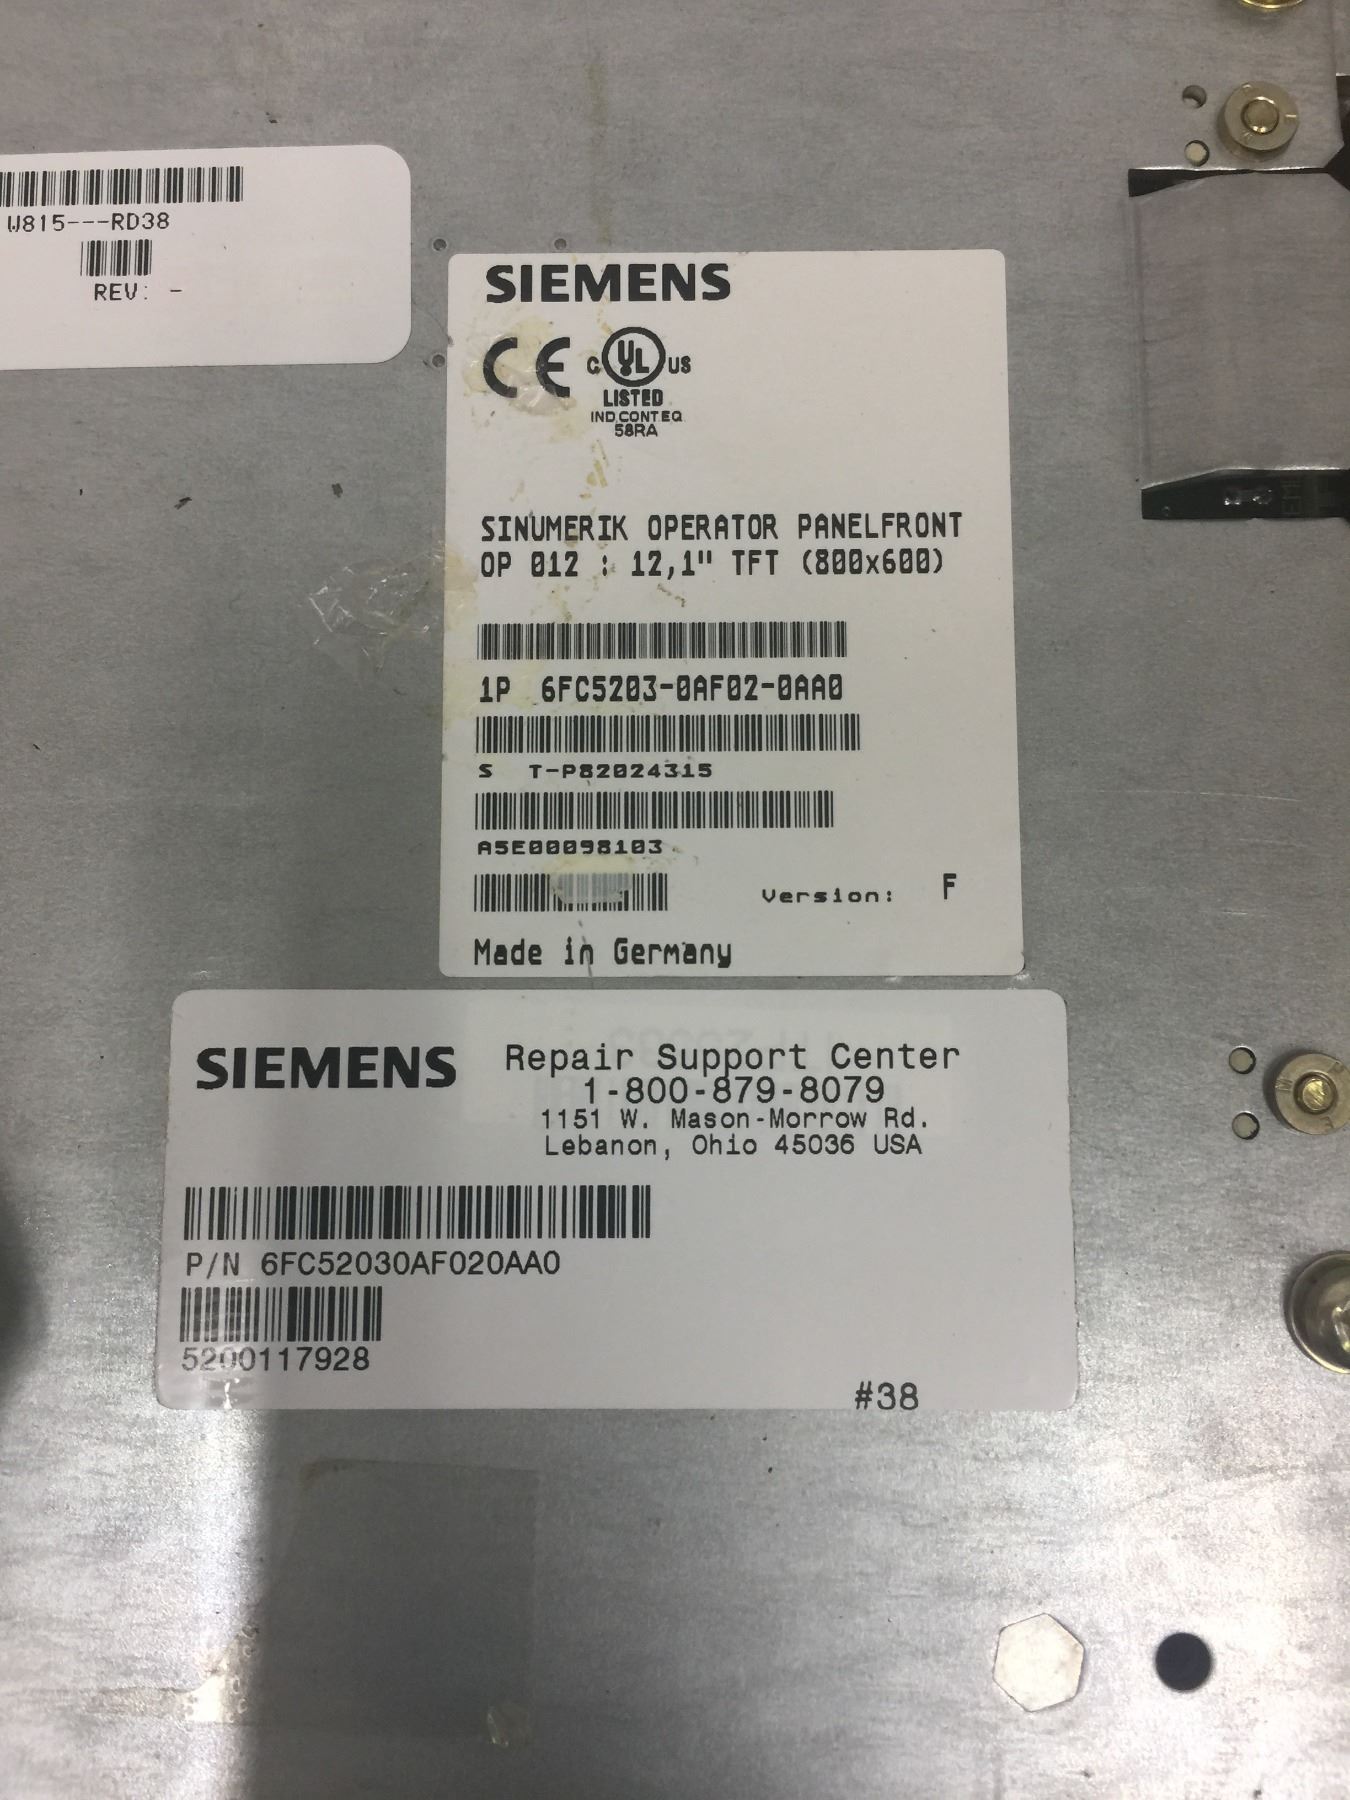 W815---RD38
REV: -
SIEMENS
CE
C UL US
LISTED
IND.CONT EQ
58RA
SINUMERIK OPERATOR PANELFRONT
OP 012 : 12,1" TFT (800x600)
1P 6FC5203-0AF02-0AA0
S T-P82024315
A5E00098103
Version: F
Made in Germany
SIEMENS
Repair Support Center
1-800-879-8079
1151 W. Mason-Morrow Rd.
Lebanon, Ohio 45036 USA
P/N 6FC52030AF020AA0
5200117928
#38